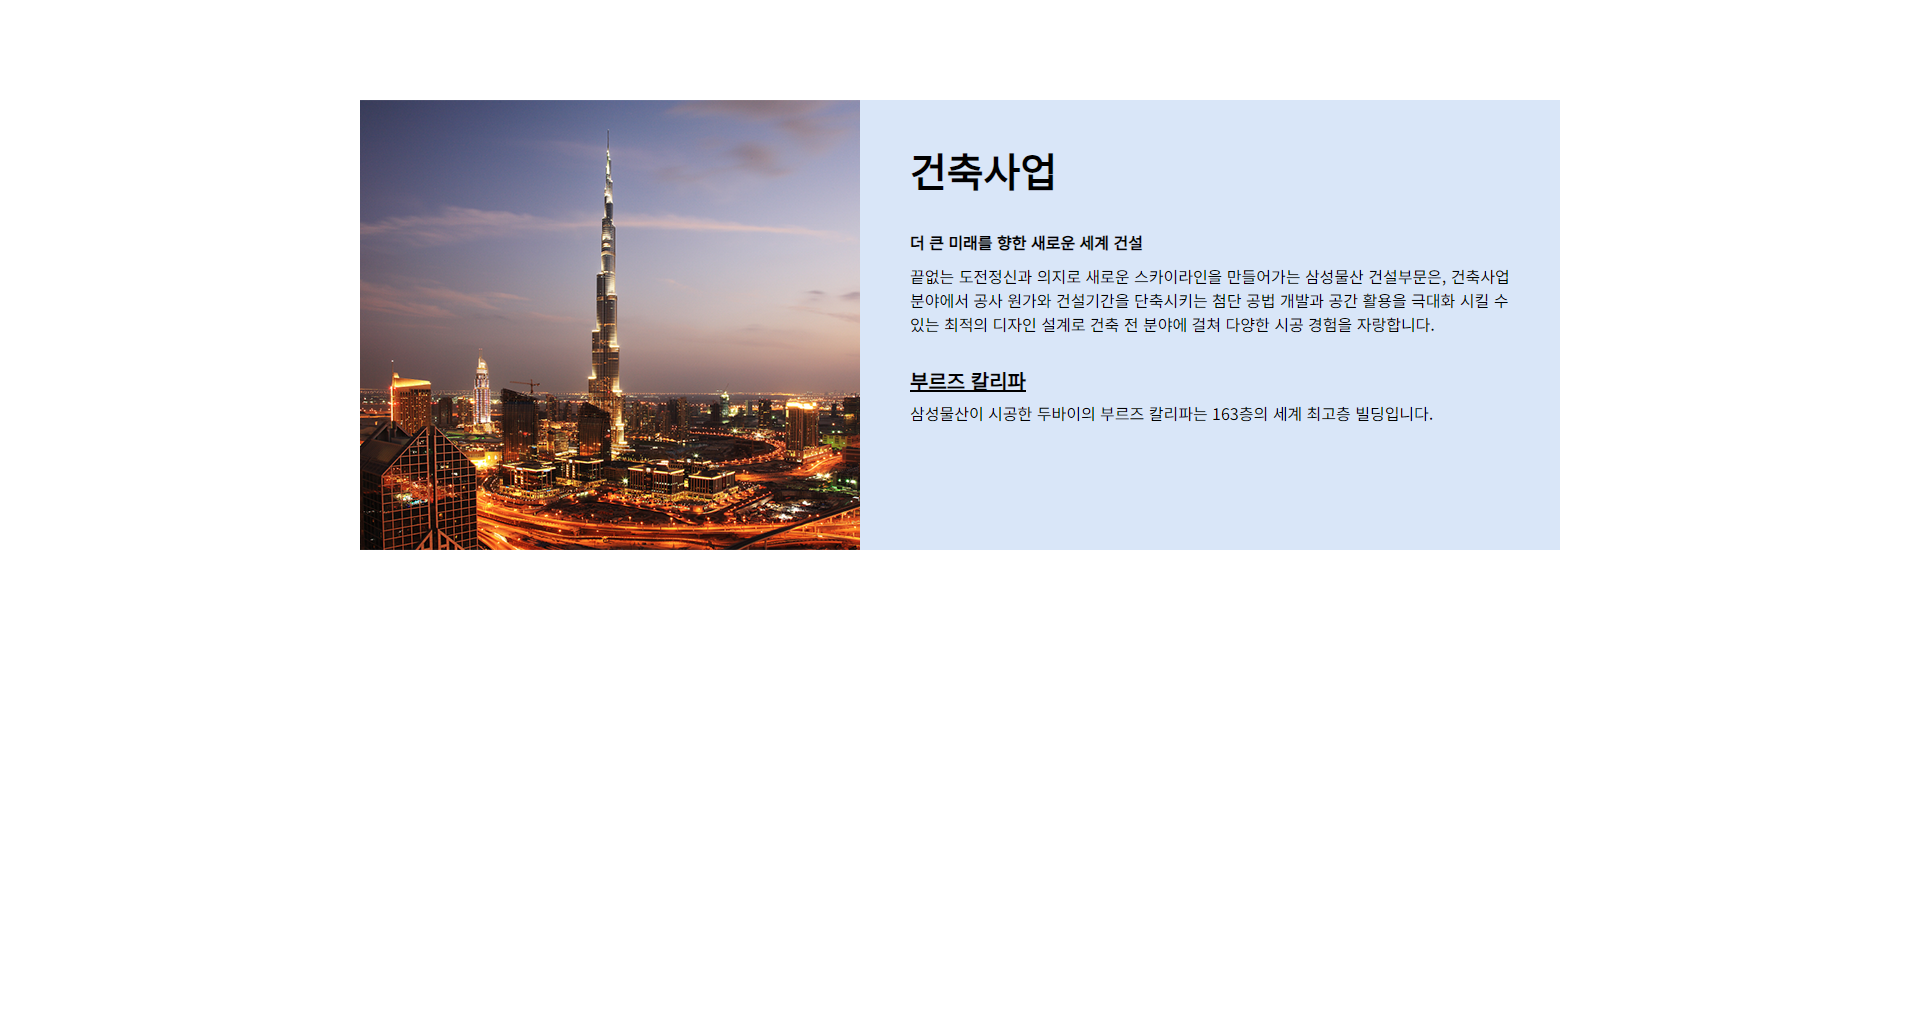 건축사업
더 큰 미래를 향한 새로운 세계 건설
끝없는 도전정신과 의지로 새로운 스카이라인을 만들어가는 삼성물산 건설부문은, 건축사업
분야에서 공사 원가와 건설기간을 단축시키는 첨단 공법 개발과 공간 활용을 극대화 시킬 수
있는 최적의 디자인 설계로 건축 전 분야에 걸쳐 다양한 시공 경험을 자랑합니다.
부르즈 칼리파
삼성물산이 시공한 두바이의 부르즈 칼리파는 163층의 세계 최고층 빌딩입니다.